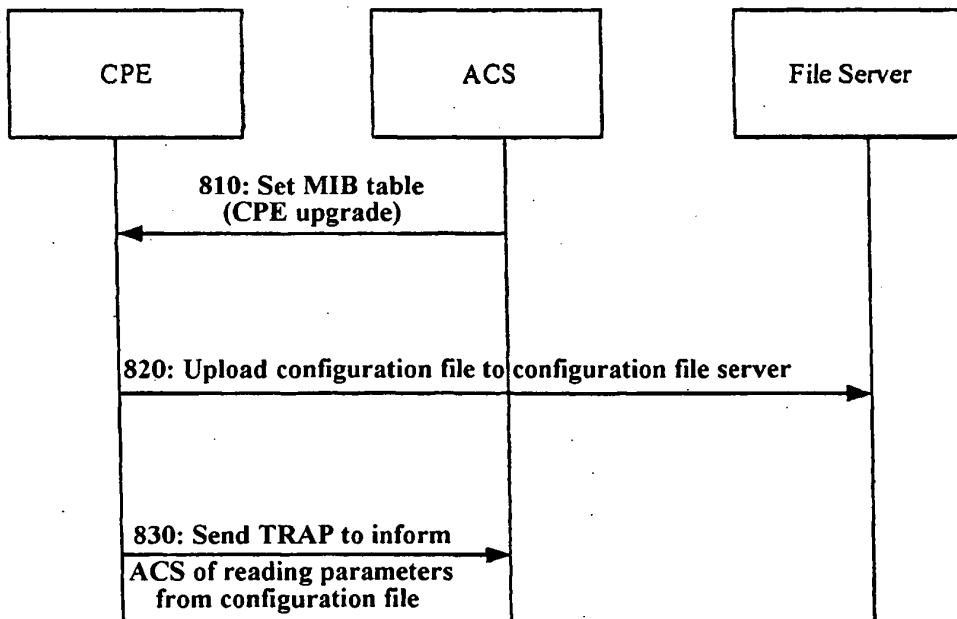 CPE
ACS
File Server
810: Set MIB table
(CPE upgrade)
820: Upload configuration file to configuration file server
830: Send TRAP to inform
ACS of reading parameters
from configuration file